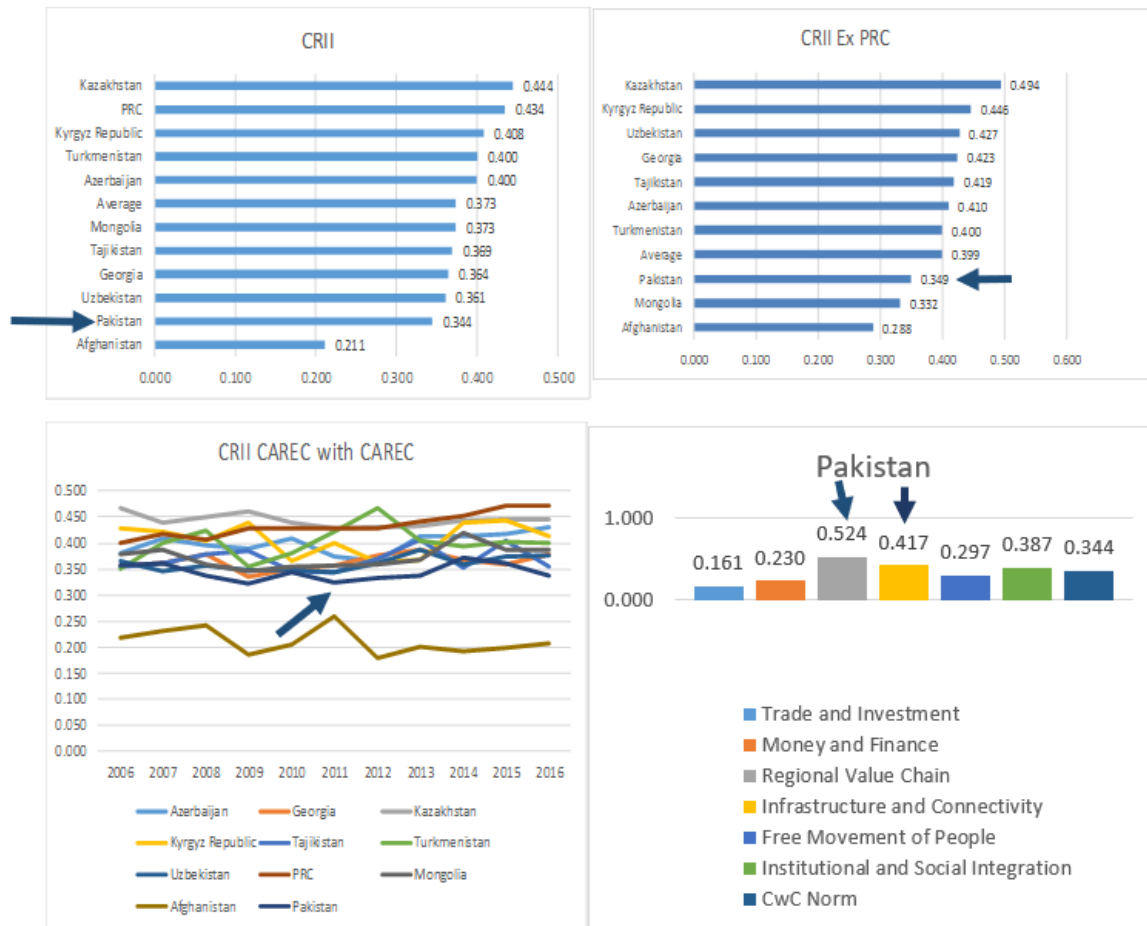 CRII
Kazakhstan 0.444
PRC 0.434
Kyrgyz Republic 0.408
Turkmenistan 0.400
Azerbaijan 0.400
Average 0.373
Mongolia 0.373
Tajikistan 0.369
Georgia 0.364
Uzbekistan 0.361
Pakistan 0.344
Afghanistan 0.211
0.000 0.100 0.200 0.300 0.400 0.500
CRII Ex PRC
Kazakhstan 0.494
Kyrgyz Republic 0.446
Uzbekistan 0.427
Georgia 0.423
Tajikistan 0.419
Azerbaijan 0.410
Turkmenistan 0.400
Average 0.399
Pakistan 0.349
Mongolia 0.332
Afghanistan 0.288
0.000 0.100 0.200 0.300 0.400 0.500 0.600
CRII CAREC with CAREC
0.500
0.450
0.400
0.350
0.300
0.250
0.200
0.150
0.100
0.050
0.000
2006 2007 2008 2009 2010 2011 2012 2013 2014 2015 2016
Azerbaijan Georgia Kazakhstan
Kyrgyz Republic Tajikistan Turkmenistan
Uzbekistan PRC Mongolia
Afghanistan Pakistan
Pakistan
1.000
0.161 0.230 0.524 0.417 0.297 0.387 0.344
0.000
Trade and Investment
Money and Finance
Regional Value Chain
Infrastructure and Connectivity
Free Movement of People
Institutional and Social Integration
CwC Norm